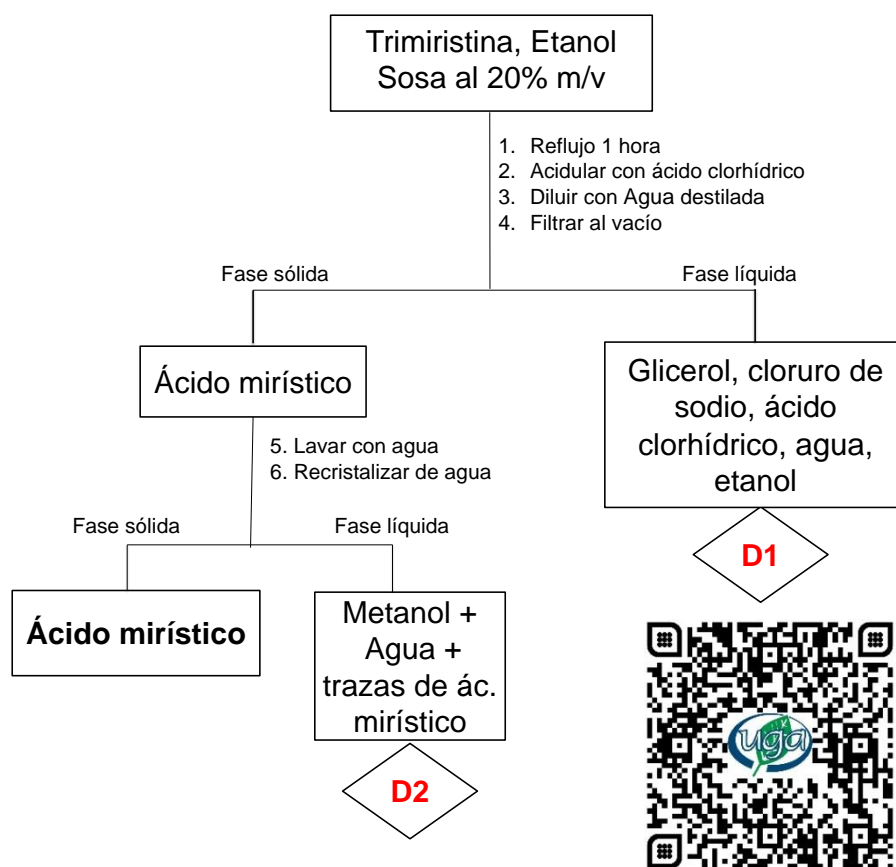 Trimiristina, Etanol
Sosa al 20% m/v
1. Reflujo 1 hora
2. Acidular con ácido clorhídrico
3. Diluir con Agua destilada
4. Filtrar al vacío
Fase sólida
Fase líquida
Ácido mirístico
Glicerol, cloruro de
sodio, ácido
clorhídrico, agua,
etanol
5. Lavar con agua
6. Recristalizar de agua
Fase sólida
Fase líquida
D1
Ácido mirístico
Metanol +
Agua +
trazas de ác.
mirístico
D2
uga